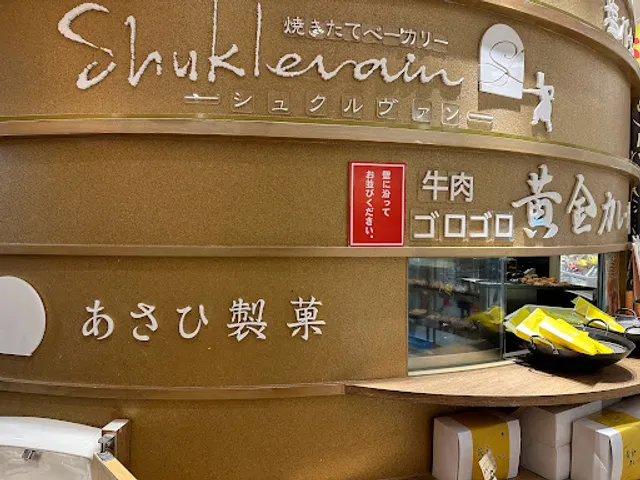 焼きたてベーカリー
Shuklevain
シュクルヴァン
壁に沿って
お並びください。
牛肉
ゴロゴロ
黄金カレー
あさひ製菓